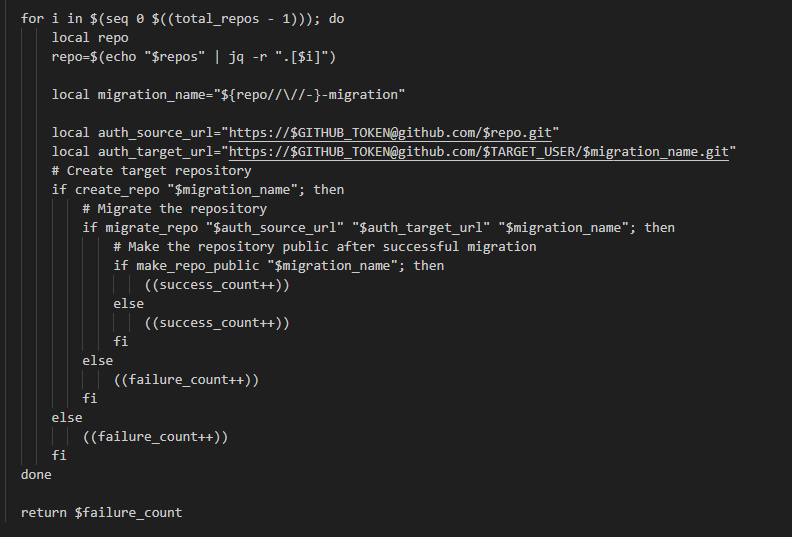 for i in $(seq 0 $((total_repos - 1))); do
    local repo
    repo=$(echo "$repos" | jq -r ".[$i]")

    local migration_name="${repo//\//-}-migration"

    local auth_source_url="https://$GITHUB_TOKEN@github.com/$repo.git"
    local auth_target_url="https://$GITHUB_TOKEN@github.com/$TARGET_USER/$migration_name.git"
    # Create target repository
    if create_repo "$migration_name"; then
        # Migrate the repository
        if migrate_repo "$auth_source_url" "$auth_target_url" "$migration_name"; then
            # Make the repository public after successful migration
            if make_repo_public "$migration_name"; then
                ((success_count++))
            else
                ((success_count++))
            fi
        else
            ((failure_count++))
        fi
    else
        ((failure_count++))
    fi
done

return $failure_count